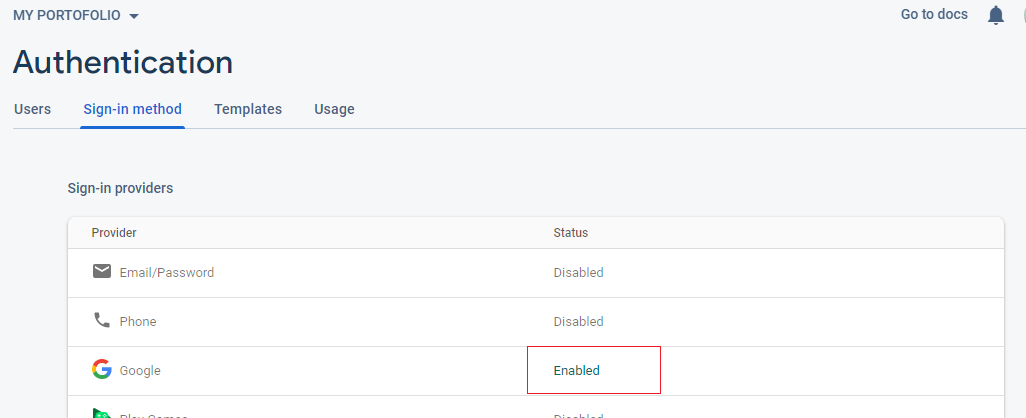 MY PORTOFOLIO
Go to docs
Authentication
Users Sign-in method Templates Usage
Sign-in providers
Provider Status
Email/Password Disabled
Phone Disabled
Google Enabled
Play Games Disabled